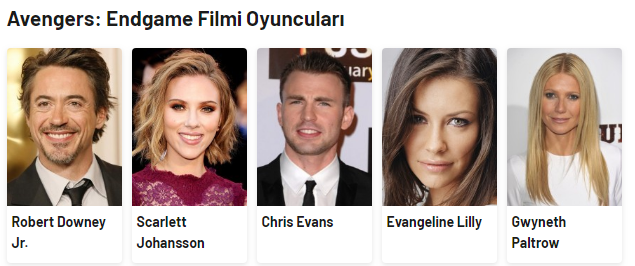 Avengers: Endgame Filmi Oyuncuları
Robert Downey
Jr.
Scarlett
Johansson
Chris Evans
Evangeline Lilly
Gwyneth
Paltrow